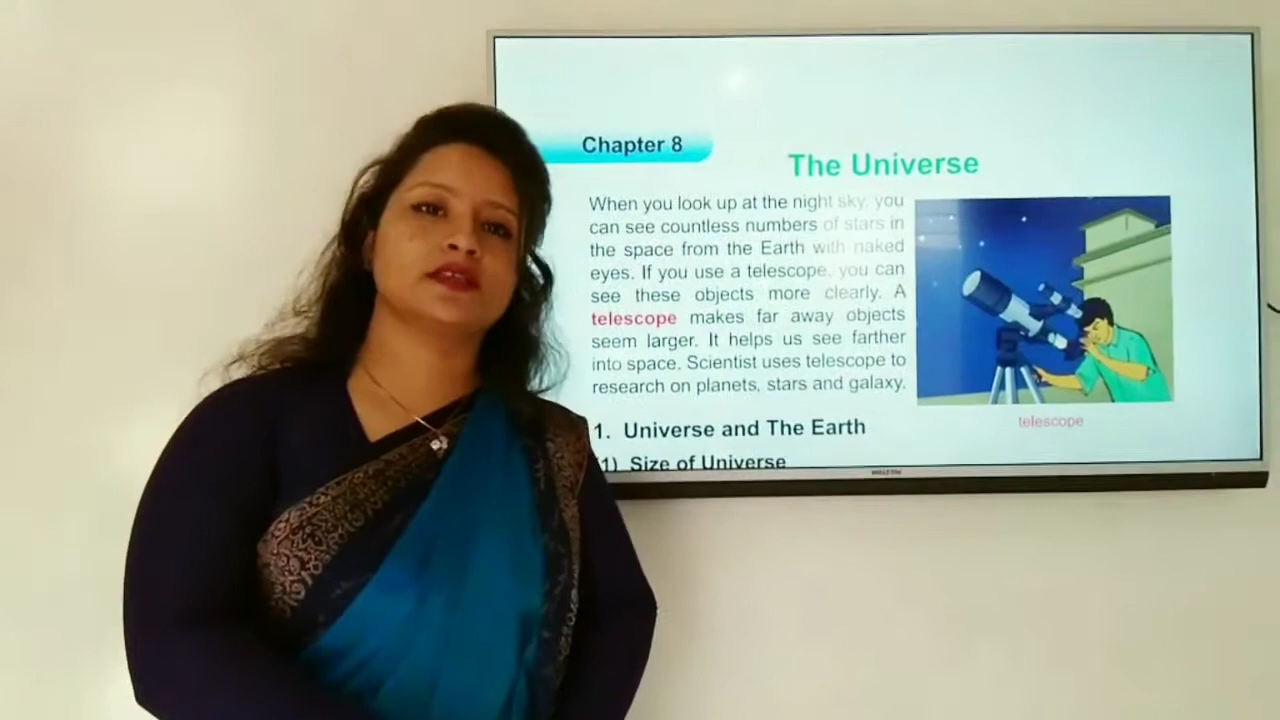 Chapter 8
The Universe
When you look up at the night sky, you
can see countless numbers of stars in
the space from the Earth with naked
eyes. If you use a telescope, you can
see these objects more clearly. A
telescope makes far away objects
seem larger. It helps us see farther
into space. Scientist uses telescope to
research on planets, stars and galaxy.
telescope
1. Universe and The Earth
1) Size of Universe